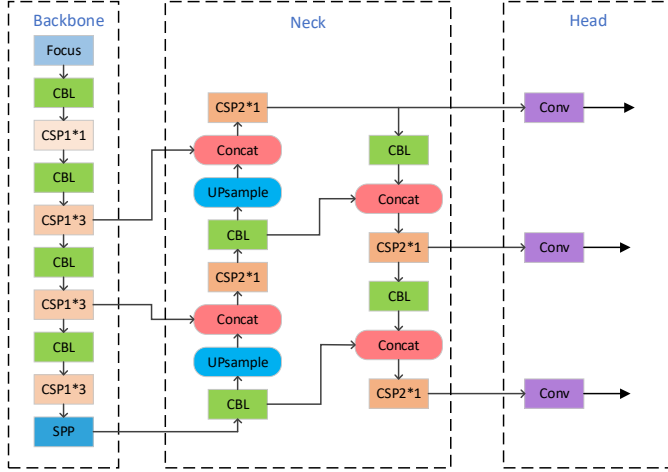 Backbone
Neck
Head
Focus
CBL
CSP1*1
CBL
CSP1*3
CBL
CSP1*3
CBL
CSP1*3
SPP
CSP2*1
Concat
UPsample
CBL
CSP2*1
Concat
UPsample
CBL
CBL
Concat
CSP2*1
CBL
Concat
CSP2*1
Conv
Conv
Conv